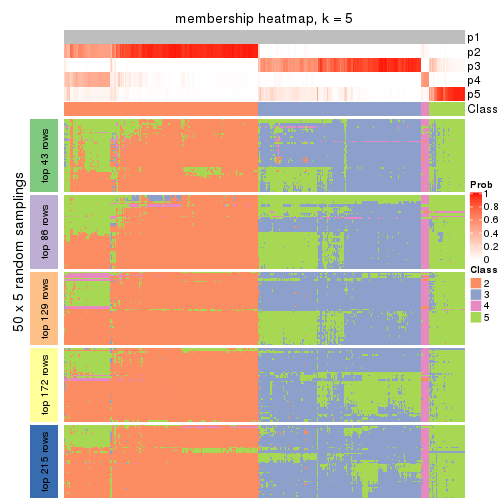 membership heatmap, k = 5
p1
p2
p3
p4
p5
Class
50 x 5 random samplings
top 43 rows
top 86 rows
top 129 rows
top 172 rows
top 215 rows
Prob
1
0.8
0.6
0.4
0.2
0
Class
2
3
4
5